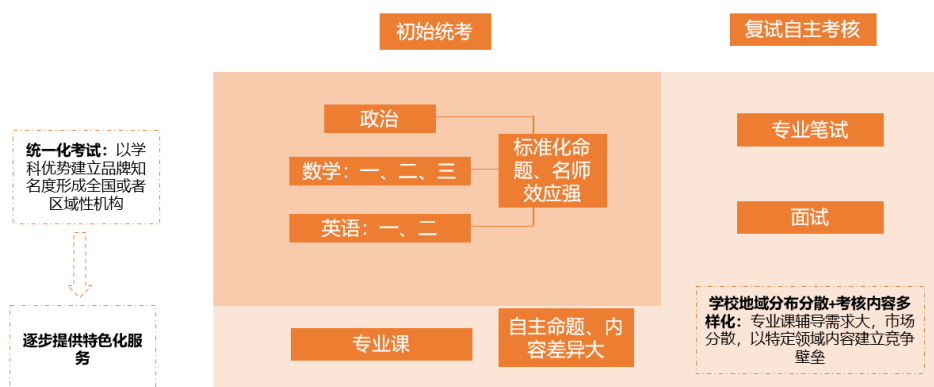 初始统考
复试自主考核
统一化考试：以学
科优势建立品牌知
名度形成全国或者
区域性机构
政治
数学：一、二、三
英语：一、二
标准化命
题、名师
效应强
专业笔试
面试
逐步提供特色化服
务
专业课
自主命题、内
容差异大
学校地域分布分散+考核内容多
样化：专业课辅导需求大，市场
分散，以特定领域内容建立竞争
壁垒